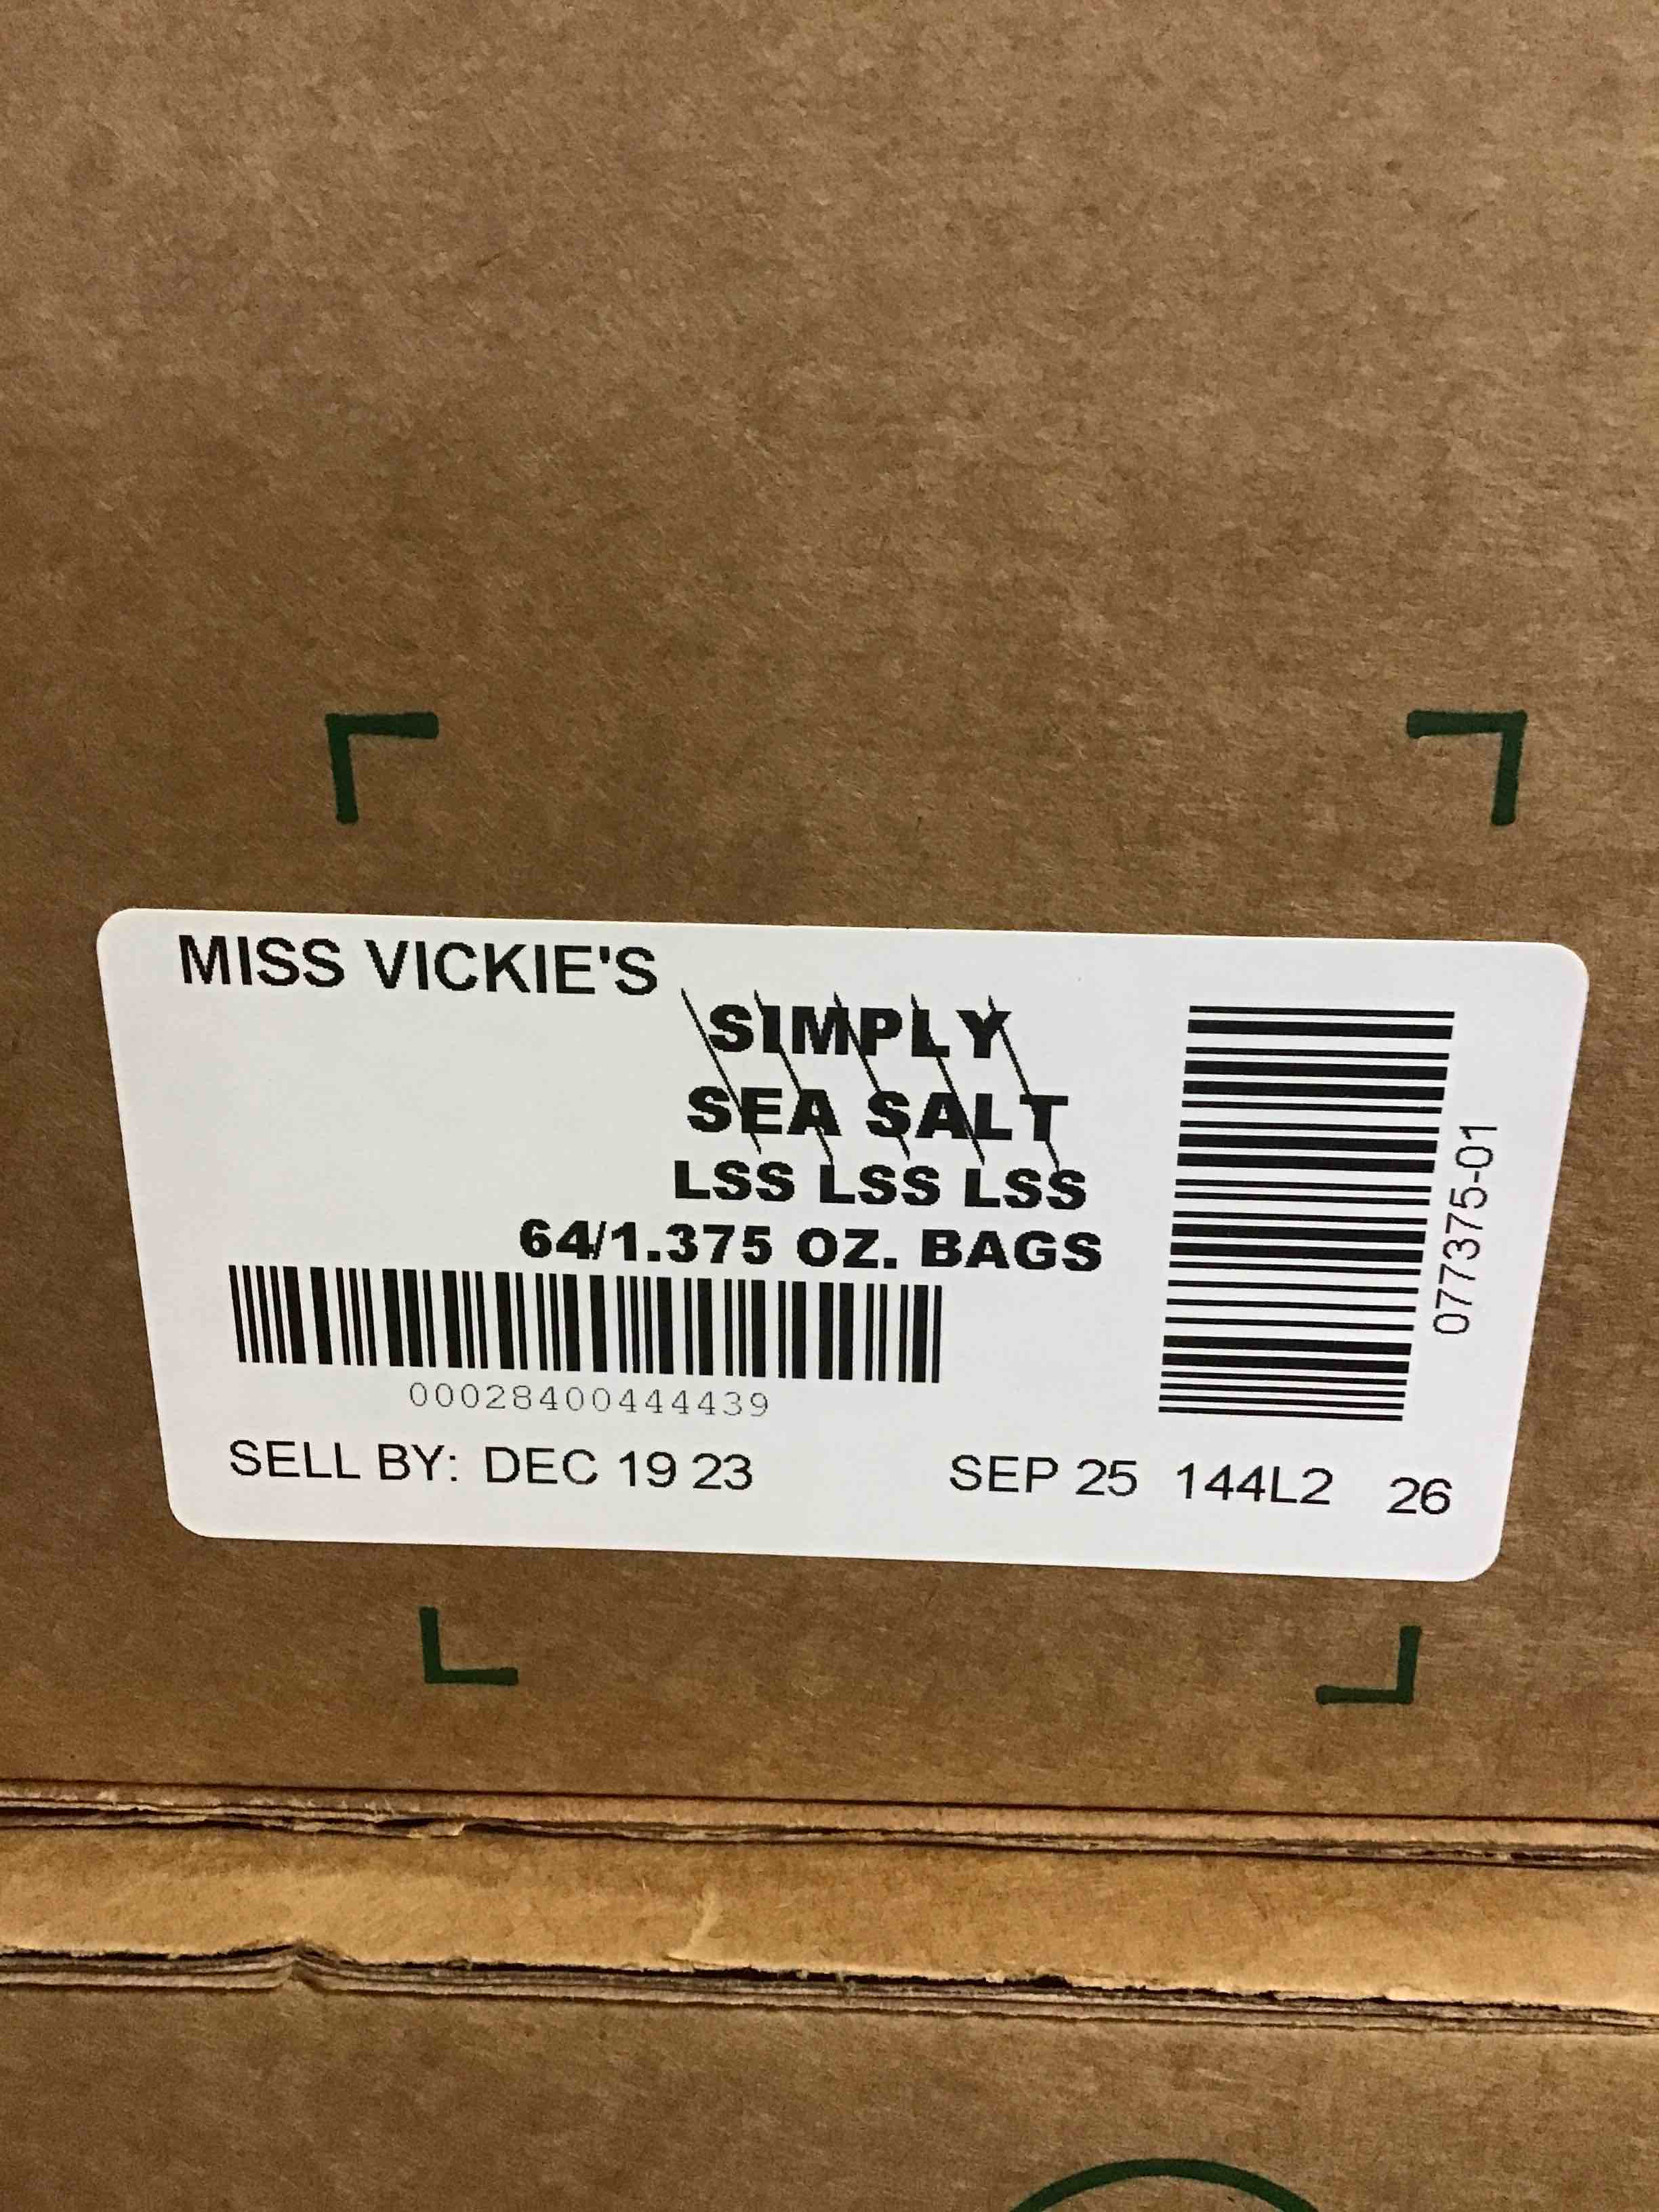 MISS VICKIE'S
SIMPLY
SEA SALT
LSS LSS LSS
64/1.375 OZ. BAGS
00028400444439
07375-01
SELL BY: DEC 19 23 SEP 25 144L2 26